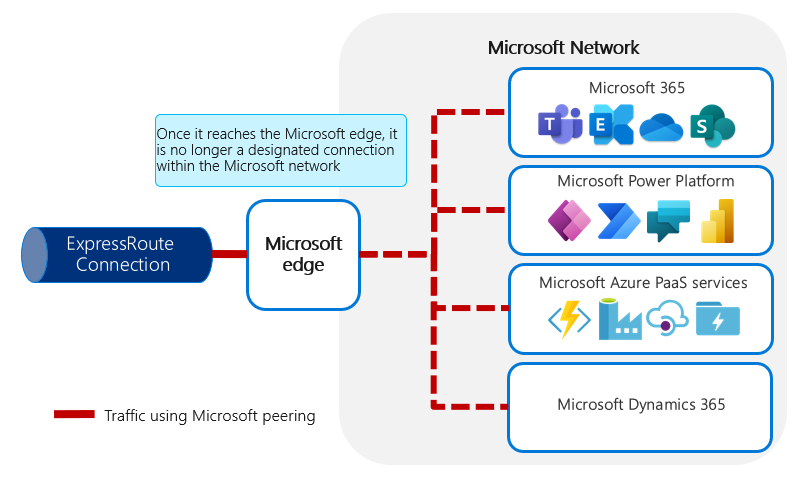 Microsoft Network
Microsoft 365
T
E
S
Once it reaches the Microsoft edge, it
is no longer a designated connection
within the Microsoft network
Microsoft Power Platform
ExpressRoute
Connection
Microsoft
edge
Microsoft Azure PaaS services
Microsoft Dynamics 365
Traffic using Microsoft peering